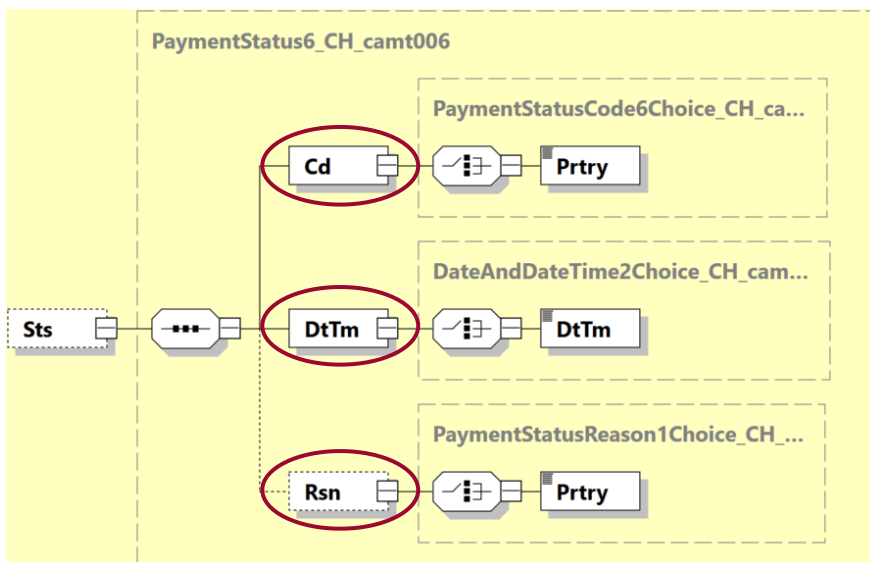 PaymentStatus6_CH_camt006
PaymentStatusCode6Choice_CH_ca...
Cd
Prtry
DateAndDateTime2Choice_CH_cam...
Sts
DtTm
DtTm
PaymentStatusReason1Choice_CH_...
Rsn
Prtry